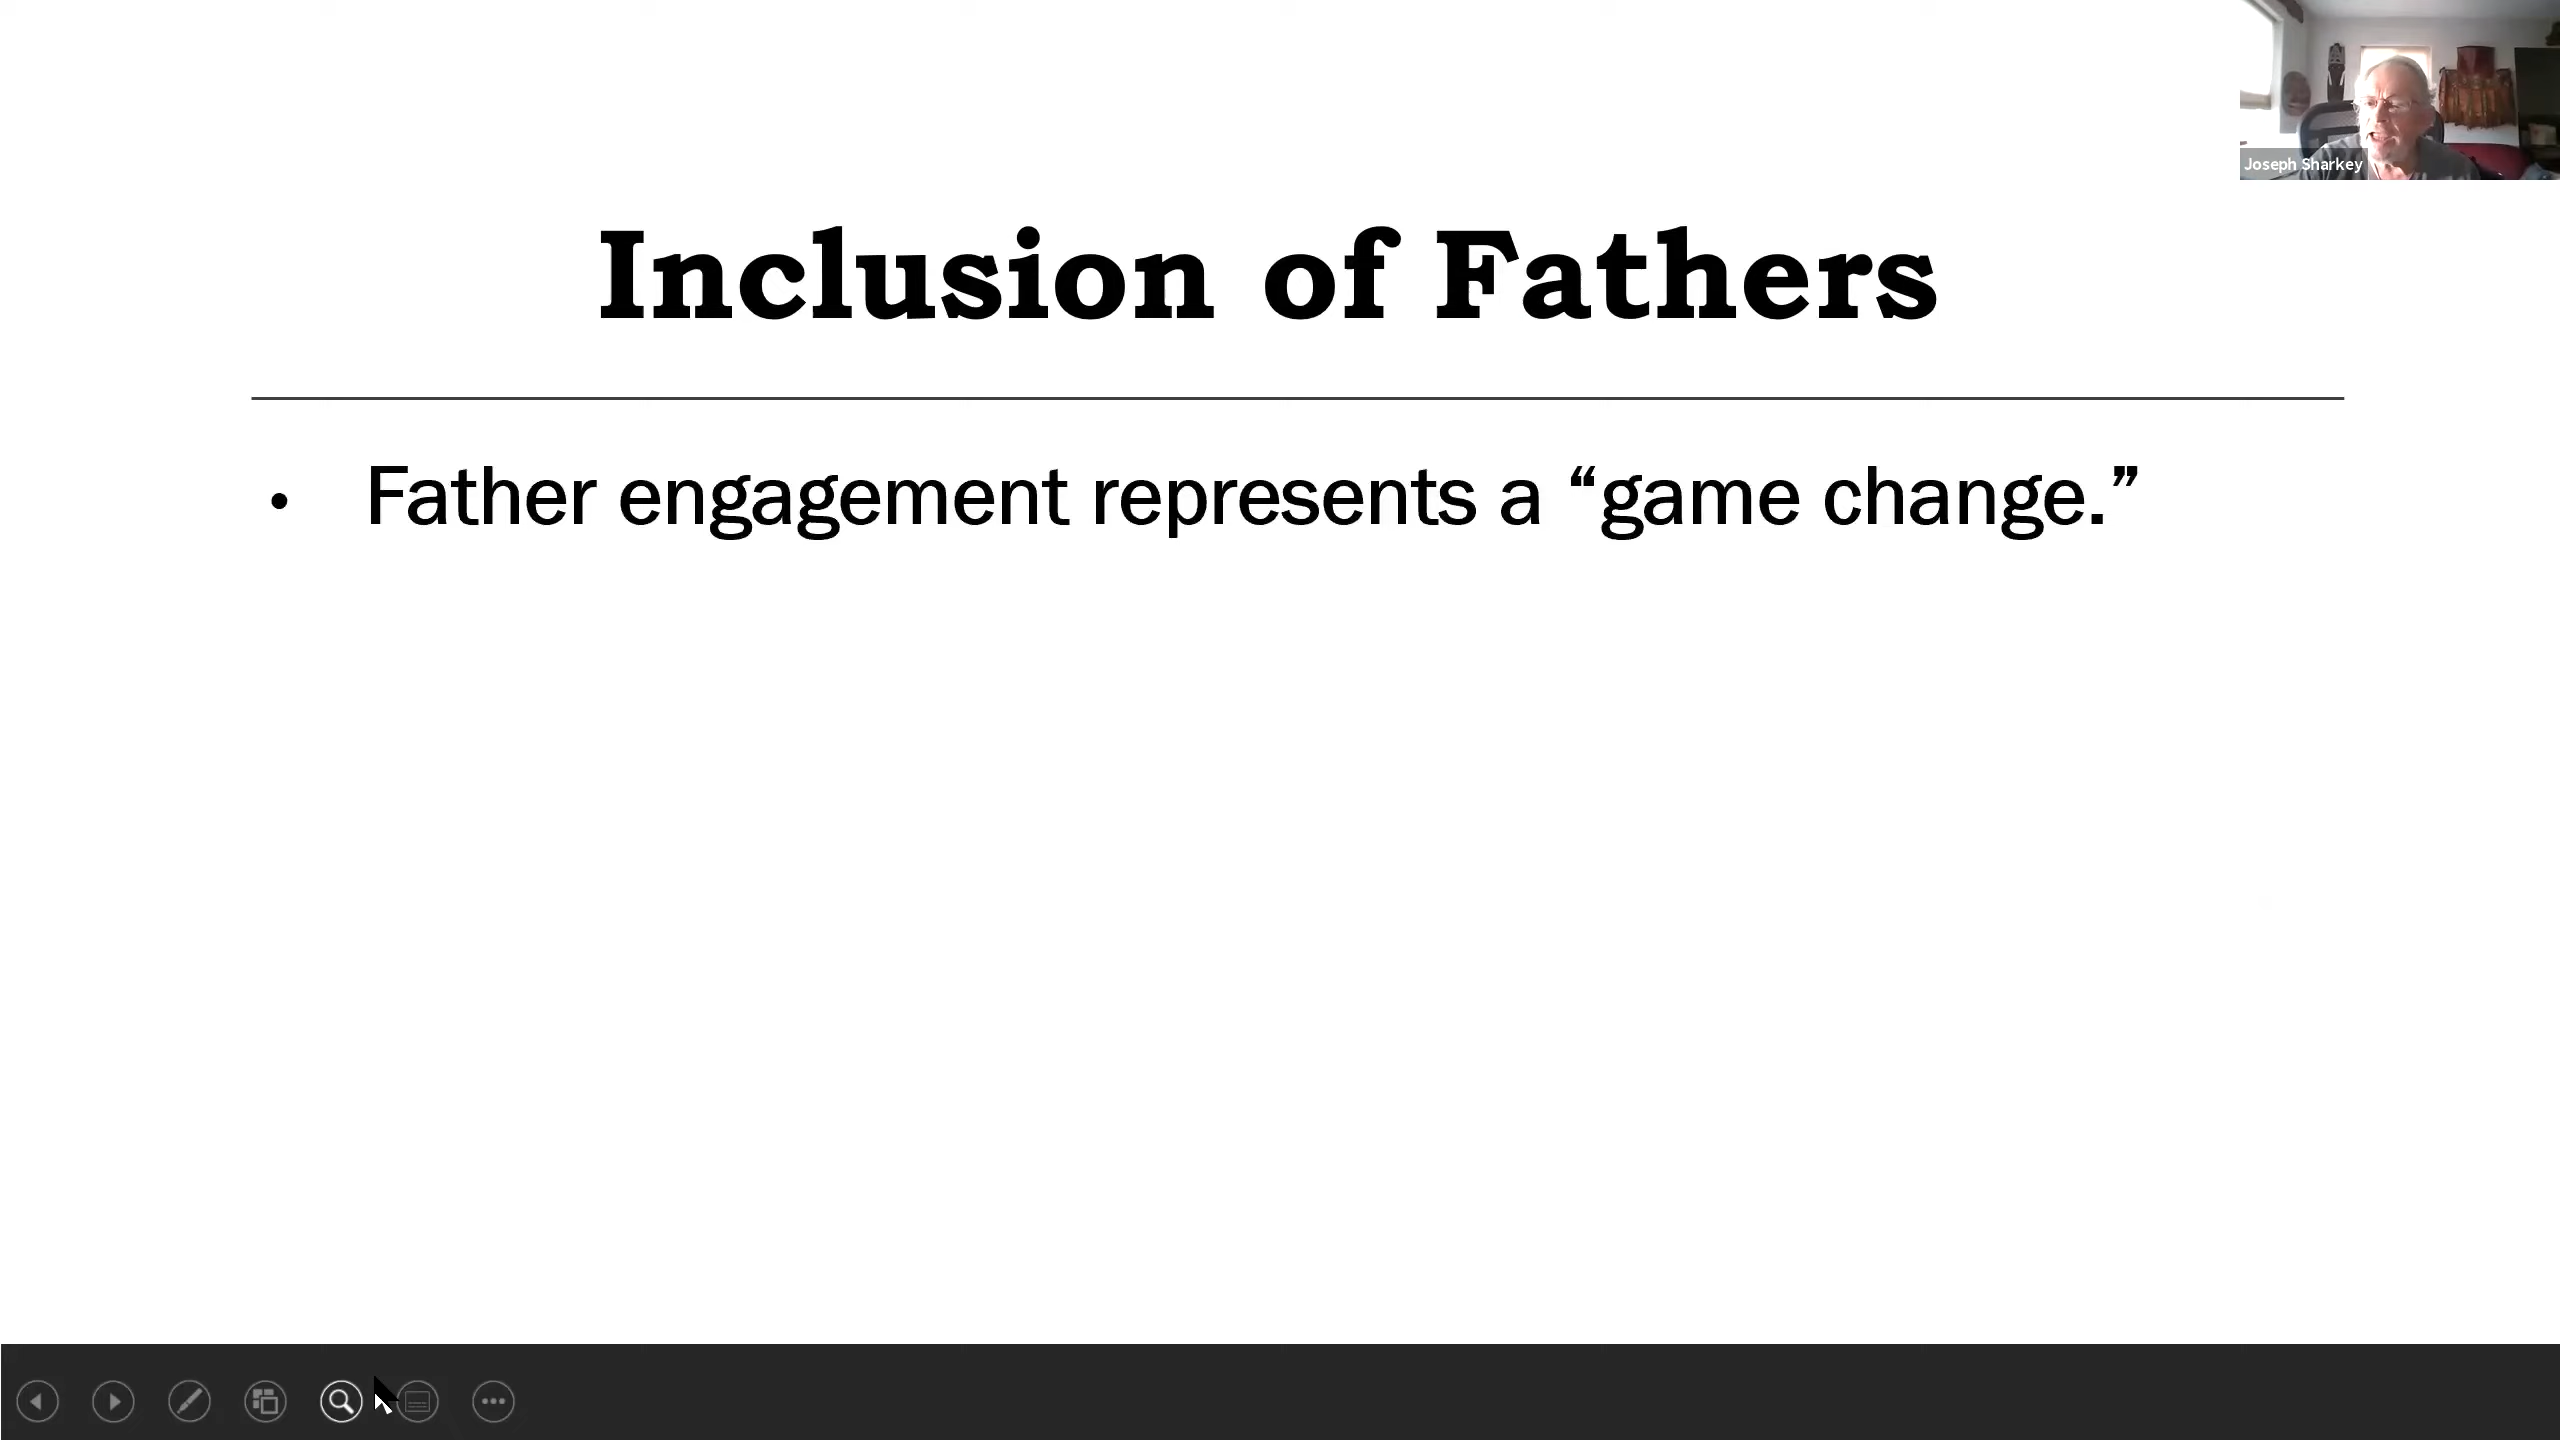 Joseph Sharkey
Inclusion of Fathers
• Father engagement represents a “game change.”